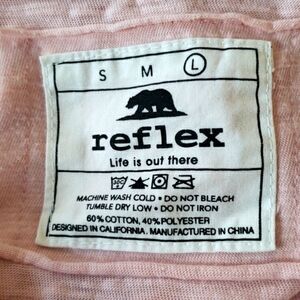 S M L
reflex
Life is out there
MACHINE WASH COLD • DO NOT BLEACH
TUMBLE DRY LOW • DO NOT IRON
60% COTTON, 40% POLYESTER
DESIGNED IN CALIFORNIA. MANUFACTURED IN CHINA